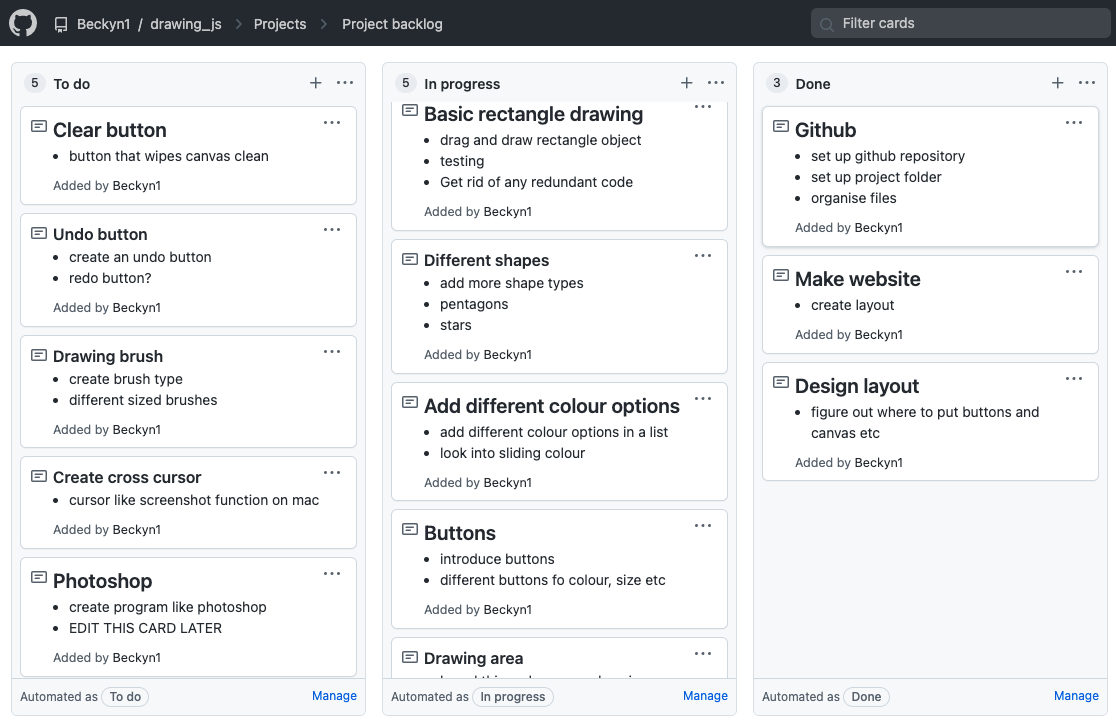 Beckyn1 / drawing_js > Projects > Project backlog
Filter cards
5 To do
Clear button
• button that wipes canvas clean
Added by Beckyn1
Undo button
• create an undo button
• redo button?
Added by Beckyn1
Drawing brush
• create brush type
• different sized brushes
Added by Beckyn1
Create cross cursor
• cursor like screenshot function on mac
Added by Beckyn1
Photoshop
• create program like photoshop
• EDIT THIS CARD LATER
Added by Beckyn1
Automated as To do Manage
5 In progress
Basic rectangle drawing
• drag and draw rectangle object
• testing
• Get rid of any redundant code
Added by Beckyn1
Different shapes
• add more shape types
• pentagons
• stars
Added by Beckyn1
Add different colour options
• add different colour options in a list
• look into sliding colour
Added by Beckyn1
Buttons
• introduce buttons
• different buttons fo colour, size etc
Added by Beckyn1
Drawing area
Automated as In progress Manage
3 Done
Github
• set up github repository
• set up project folder
• organise files
Added by Beckyn1
Make website
• create layout
Added by Beckyn1
Design layout
• figure out where to put buttons and
canvas etc
Added by Beckyn1
Automated as Done Manage